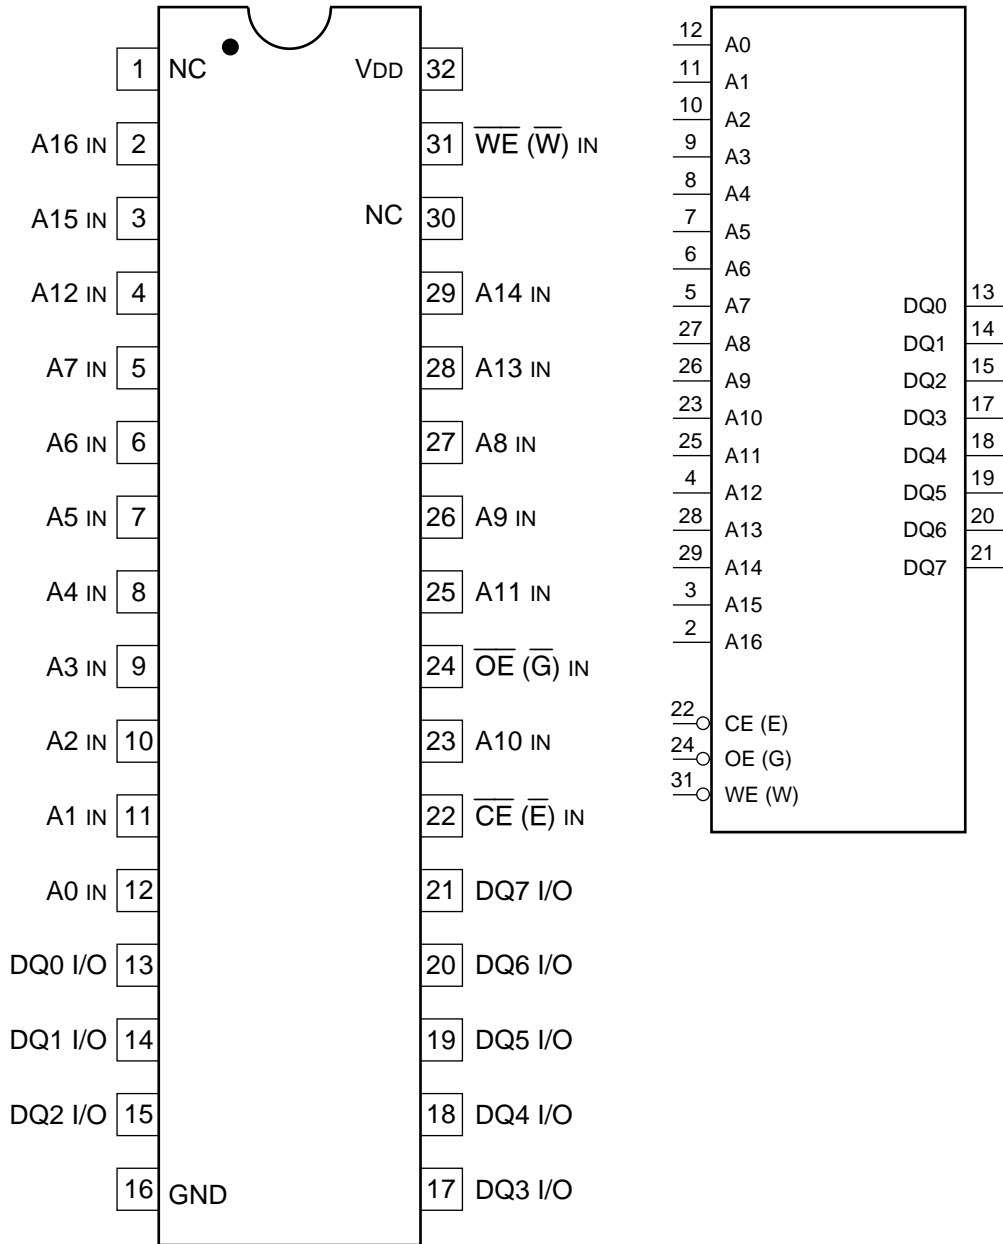 1 NC VDD 32
A16 IN 2 31 W̅E̅ (W̅) IN
A15 IN 3 NC 30
A12 IN 4 29 A14 IN
A7 IN 5 28 A13 IN
A6 IN 6 27 A8 IN
A5 IN 7 26 A9 IN
A4 IN 8 25 A11 IN
A3 IN 9 24 O̅E̅ (G̅) IN
A2 IN 10 23 A10 IN
A1 IN 11 22 C̅E̅ (E̅) IN
A0 IN 12 21 DQ7 I/O
DQ0 I/O 13 20 DQ6 I/O
DQ1 I/O 14 19 DQ5 I/O
DQ2 I/O 15 18 DQ4 I/O
16 GND 17 DQ3 I/O
12 A0
11 A1
10 A2
9 A3
8 A4
7 A5
6 A6
5 A7 DQ0 13
27 A8 DQ1 14
26 A9 DQ2 15
23 A10 DQ3 17
25 A11 DQ4 18
4 A12 DQ5 19
28 A13 DQ6 20
29 A14 DQ7 21
3 A15
2 A16
22 CE (E)
24 OE (G)
31 WE (W)